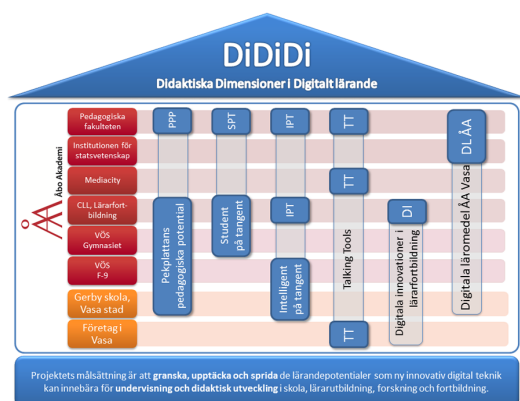 DiDiDi
Didaktiska Dimensioner i Digitalt lärande
Åbo Akademi
Pedagogiska
fakulteten
Institutionen för
statsvetenskap
Mediacity
CLL, Lärarfort-
bildning
VÖS
Gymnasiet
VÖS
F-9
Gerby skola,
Vasa stad
Företag i
Vasa
PPP
Pekplattans
pedagogiska potential
SPT
Student
på tangent
IPT
IPT
Intelligent
på tangent
TT
TT
Talking Tools
TT
DI
Digitala innovationer i
lärarfortbildning
DL ÅA
Digitala läromedel ÅA Vasa
Projektets målsättning är att granska, upptäcka och sprida de lärandepotentialer som ny innovativ digital teknik
kan innebära för undervisning och didaktisk utveckling i skola, lärarutbildning, forskning och fortbildning.